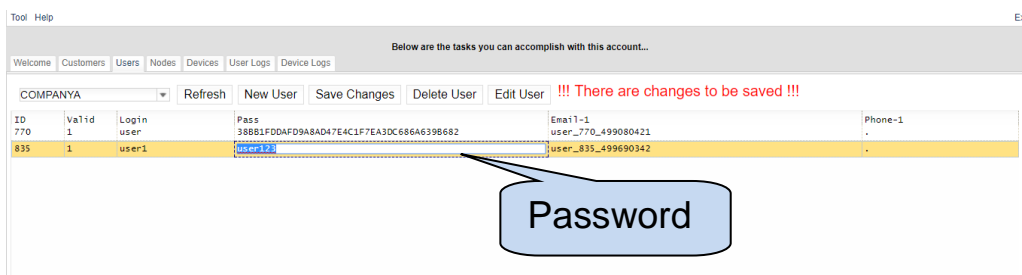 Tool Help
Below are the tasks you can accomplish with this account...
Welcome Customers Users Nodes Devices User Logs Device Logs
COMPANYA Refresh New User Save Changes Delete User Edit User !!! There are changes to be saved !!!
ID Valid Login Pass Email-1 Phone-1
770 1 user 38BB1FDDAFD9A8AD47E4C1F7EA3DC686A639B682 user_770_499080421 .
835 1 user1 user123 user_835_499690342 .
Password